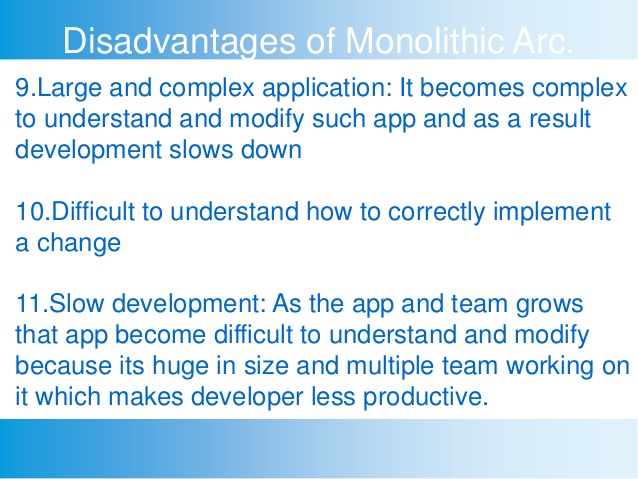 Disadvantages of Monolithic Arc.
9.Large and complex application: It becomes complex
to understand and modify such app and as a result
development slows down
10.Difficult to understand how to correctly implement
a change
11.Slow development: As the app and team grows
that app become difficult to understand and modify
because its huge in size and multiple team working on
it which makes developer less productive.